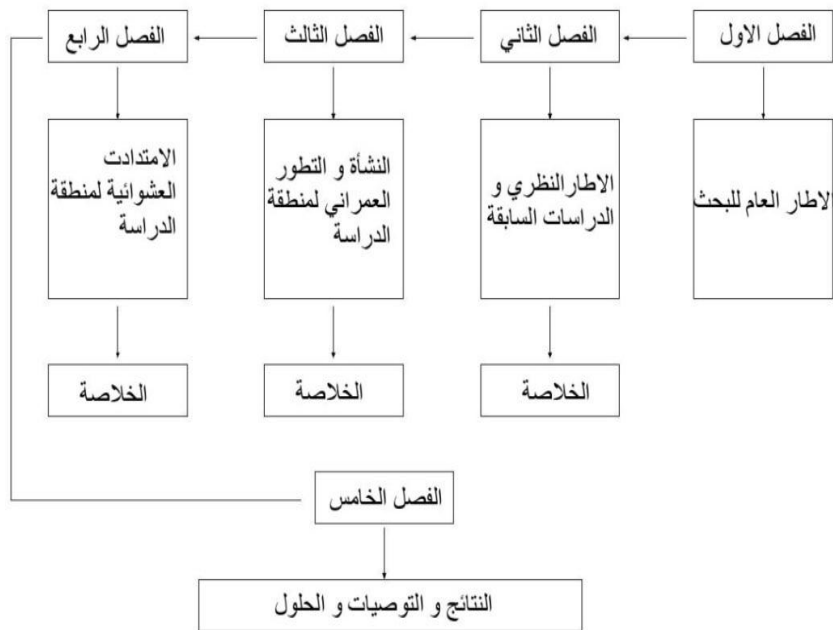 الفصل الاول
الفصل الثاني
الفصل الثالث
الفصل الرابع
الاطار العام للبحث
الاطار النظري و
الدراسات السابقة
النشأة و التطور
العمراني لمنطقة
الدراسة
الامتدادت
العشوائية لمنطقة
الدراسة
الخلاصة
الخلاصة
الخلاصة
الفصل الخامس
النتائج و التوصيات و الحلول